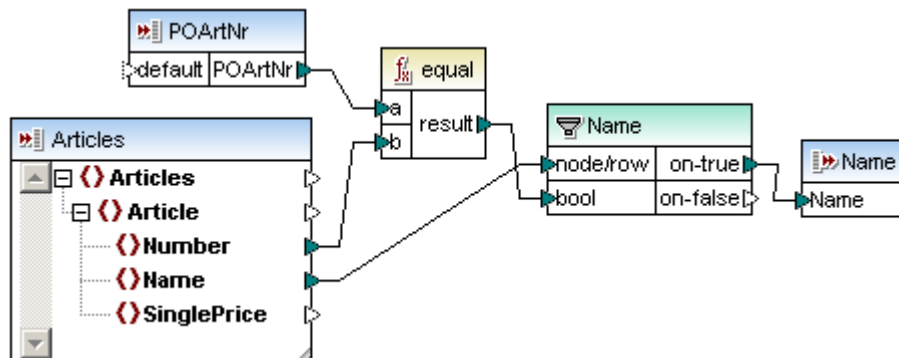 POArtNr
default POArtNr
equal
a
b
result
Articles
Articles
Article
Number
Name
SinglePrice
Name
node/row on-true
bool on-false
Name
Name